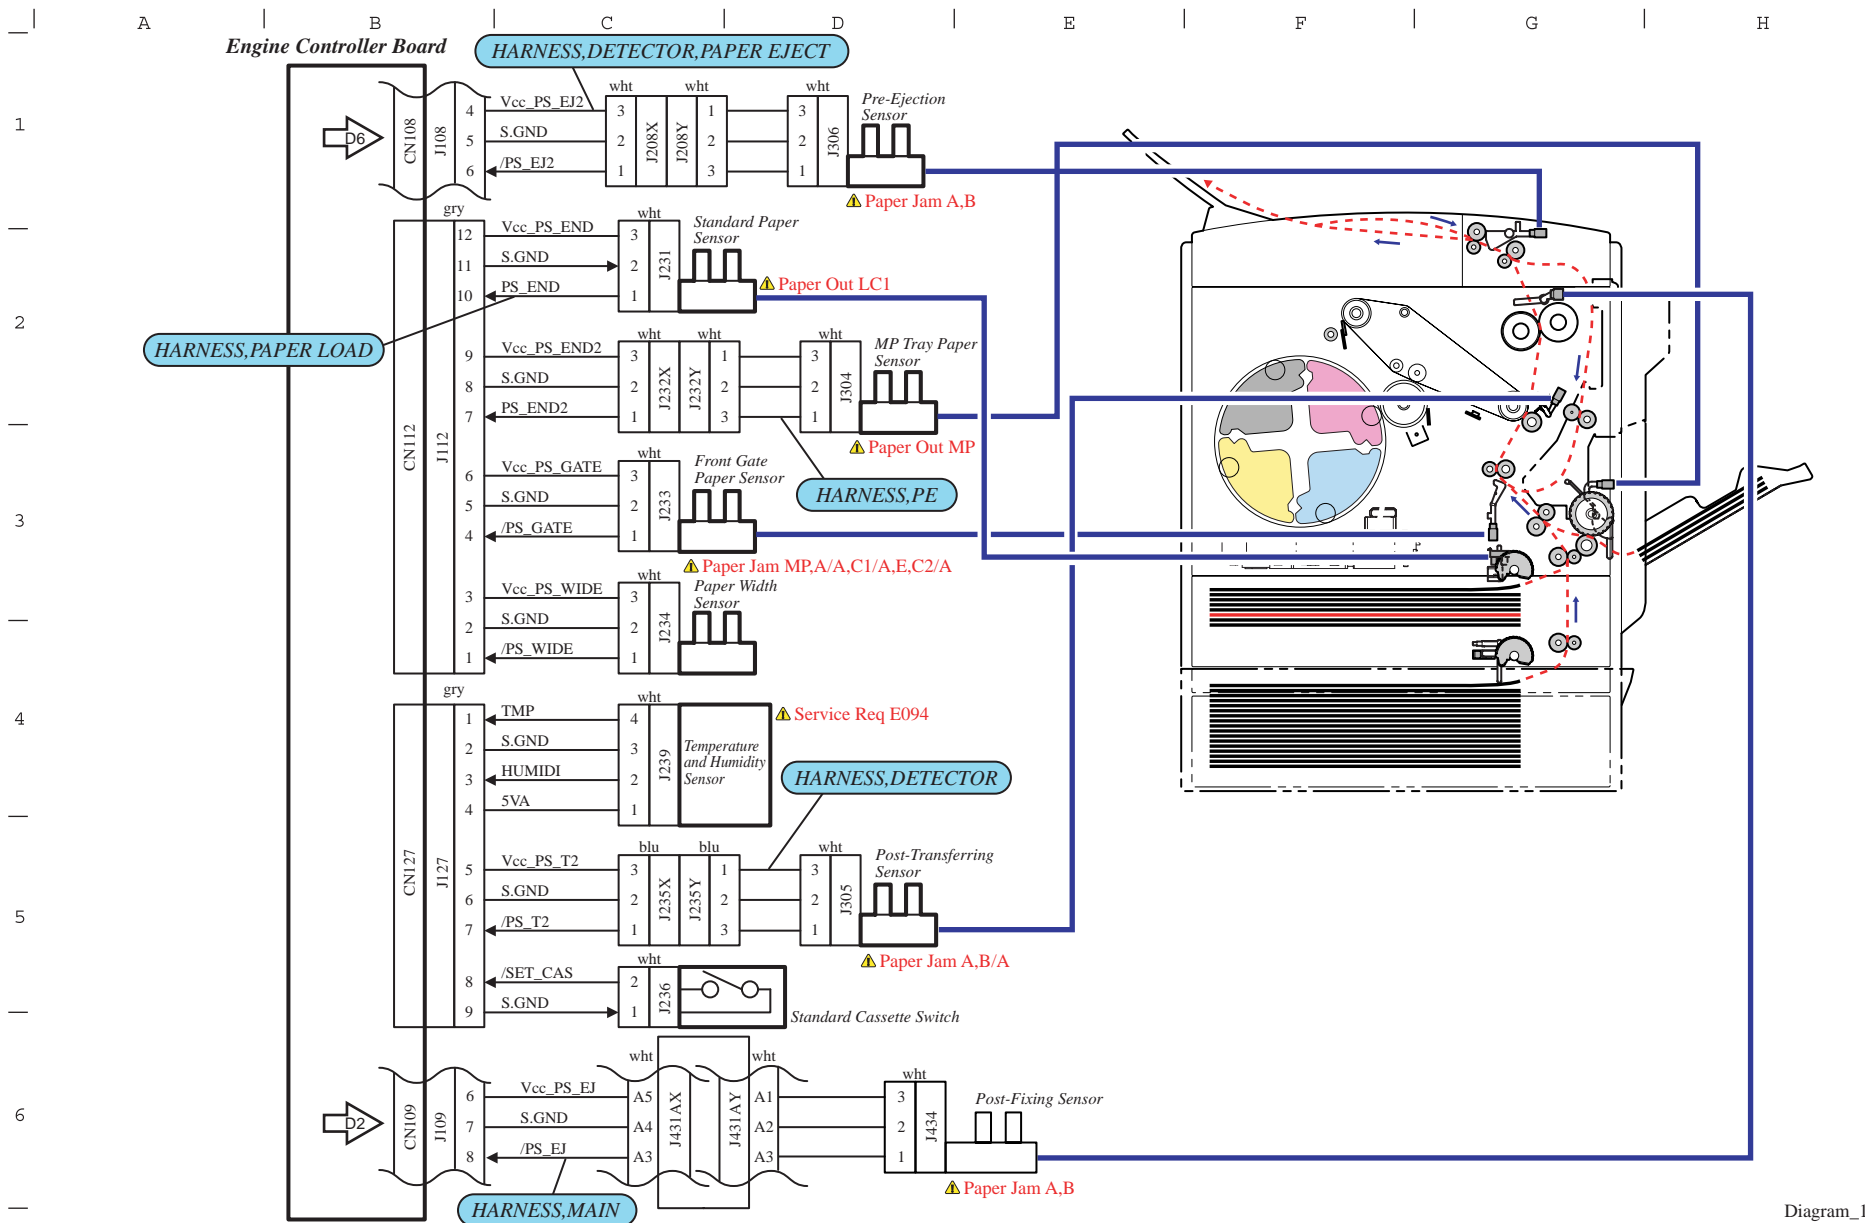 A B C D E F G H
Engine Controller Board
HARNESS,DETECTOR,PAPER EJECT
1
D6
CN108
J108
4 Vcc_PS_EJ2
5 S.GND
6 /PS_EJ2
wht
wht
wht
3
2
1
J208X
J208Y
1
2
3
3
2
1
J306
Pre-Ejection
Sensor
Paper Jam A,B
gry
CN112
J112
12 Vcc_PS_END
11 S.GND
10 PS_END
wht
3
2
1
J231
Standard Paper
Sensor
Paper Out LC1
2
HARNESS,PAPER LOAD
9 Vcc_PS_END2
8 S.GND
7 PS_END2
wht
wht
wht
3
2
1
J232X
J232Y
1
2
3
3
2
1
J304
MP Tray Paper
Sensor
Paper Out MP
HARNESS,PE
3
6 Vcc_PS_GATE
5 S.GND
4 /PS_GATE
wht
3
2
1
J233
Front Gate
Paper Sensor
Paper Jam MP,A/A,C1/A,E,C2/A
3 Vcc_PS_WIDE
2 S.GND
1 /PS_WIDE
wht
3
2
1
J234
Paper Width
Sensor
4
gry
CN127
J127
1 TMP
2 S.GND
3 HUMIDI
4 5VA
wht
4
3
2
1
J239
Temperature
and Humidity
Sensor
Service Req E094
HARNESS,DETECTOR
5
5 Vcc_PS_T2
6 S.GND
7 /PS_T2
blu
blu
wht
3
2
1
J235X
J235Y
1
2
3
3
2
1
J305
Post-Transferring
Sensor
Paper Jam A,B/A
8 /SET_CAS
9 S.GND
wht
2
1
J236
Standard Cassette Switch
6
D2
CN109
J109
6 Vcc_PS_EJ
7 S.GND
8 /PS_EJ
wht
wht
wht
A5
A4
A3
J431AX
J431AY
A1
A2
A3
3
2
1
J434
Post-Fixing Sensor
Paper Jam A,B
HARNESS,MAIN
Diagram_1